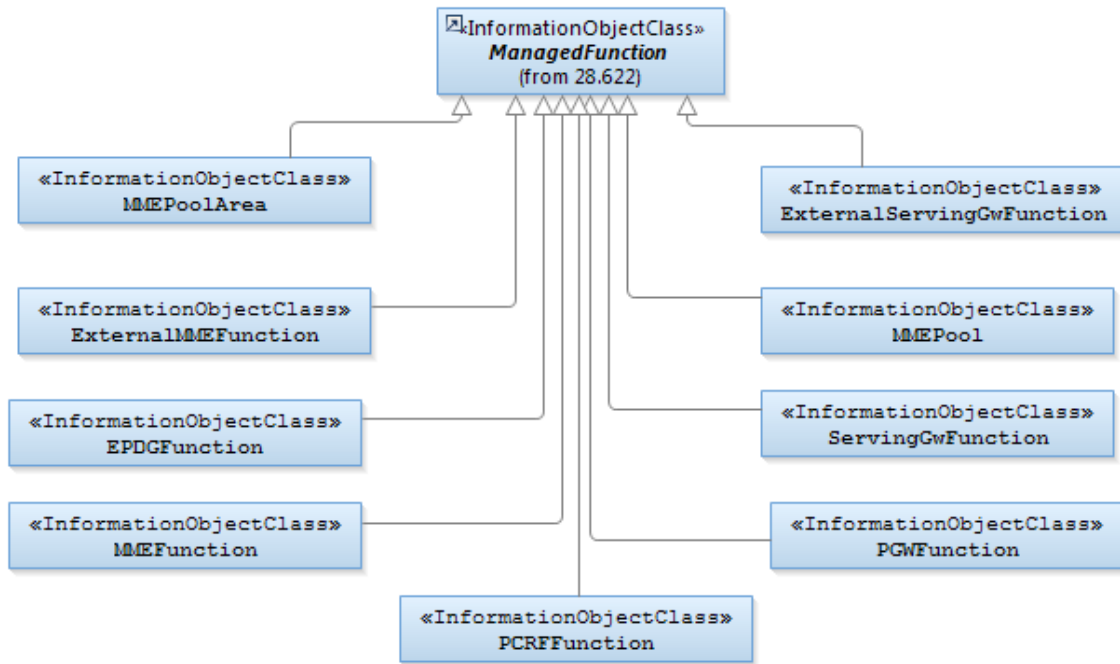 «InformationObjectClass»
ManagedFunction
(from 28.622)
«InformationObjectClass»
MMEPoolArea
«InformationObjectClass»
ExternalServingGwFunction
«InformationObjectClass»
ExternalMMEFunction
«InformationObjectClass»
MMEPool
«InformationObjectClass»
EPDGFunction
«InformationObjectClass»
ServingGwFunction
«InformationObjectClass»
MMEFunction
«InformationObjectClass»
PGWFunction
«InformationObjectClass»
PCRFFunction